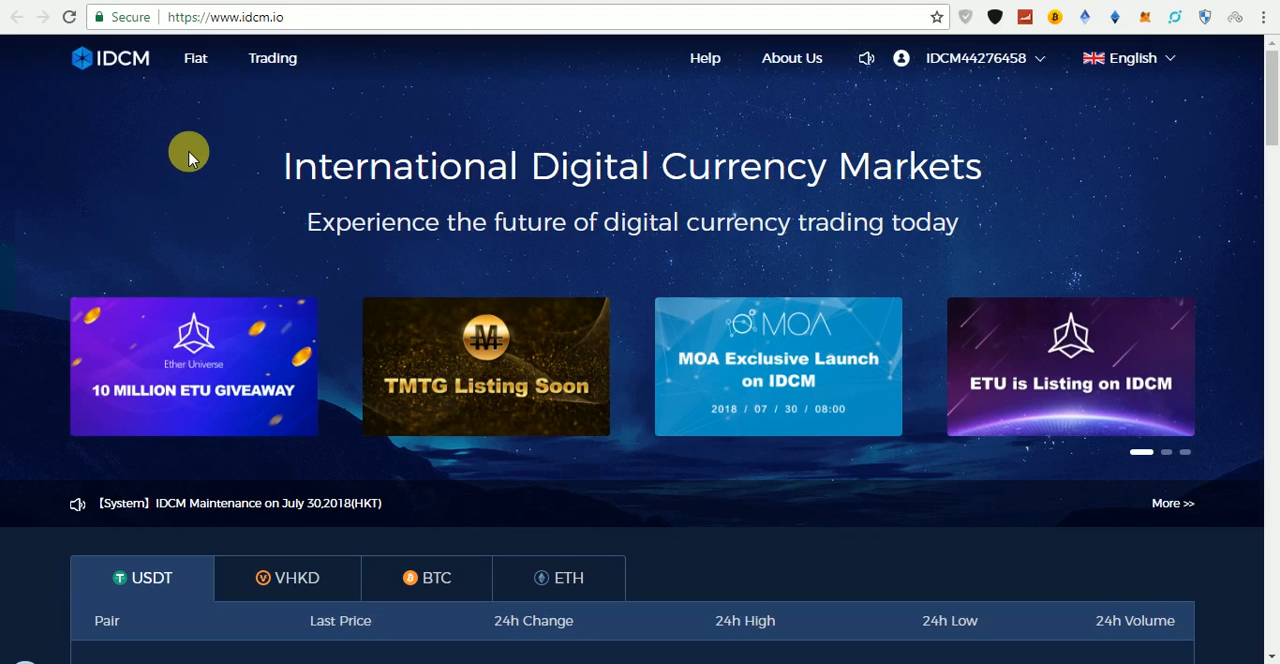 Secure
https://www.idcm.io
IDCM
Fiat
Trading
Help
About Us
IDCM44276458
English
International Digital Currency Markets
Experience the future of digital currency trading today
Ether Universe
10 MILLION ETU GIVEAWAY
TMTG Listing Soon
MOA
MOA Exclusive Launch
on IDCM
2018 / 07 / 30 / 08:00
ETU is Listing on IDCM
【System】IDCM Maintenance on July 30,2018(HKT)
More >>
USDT
VHKD
BTC
ETH
Pair
Last Price
24h Change
24h High
24h Low
24h Volume